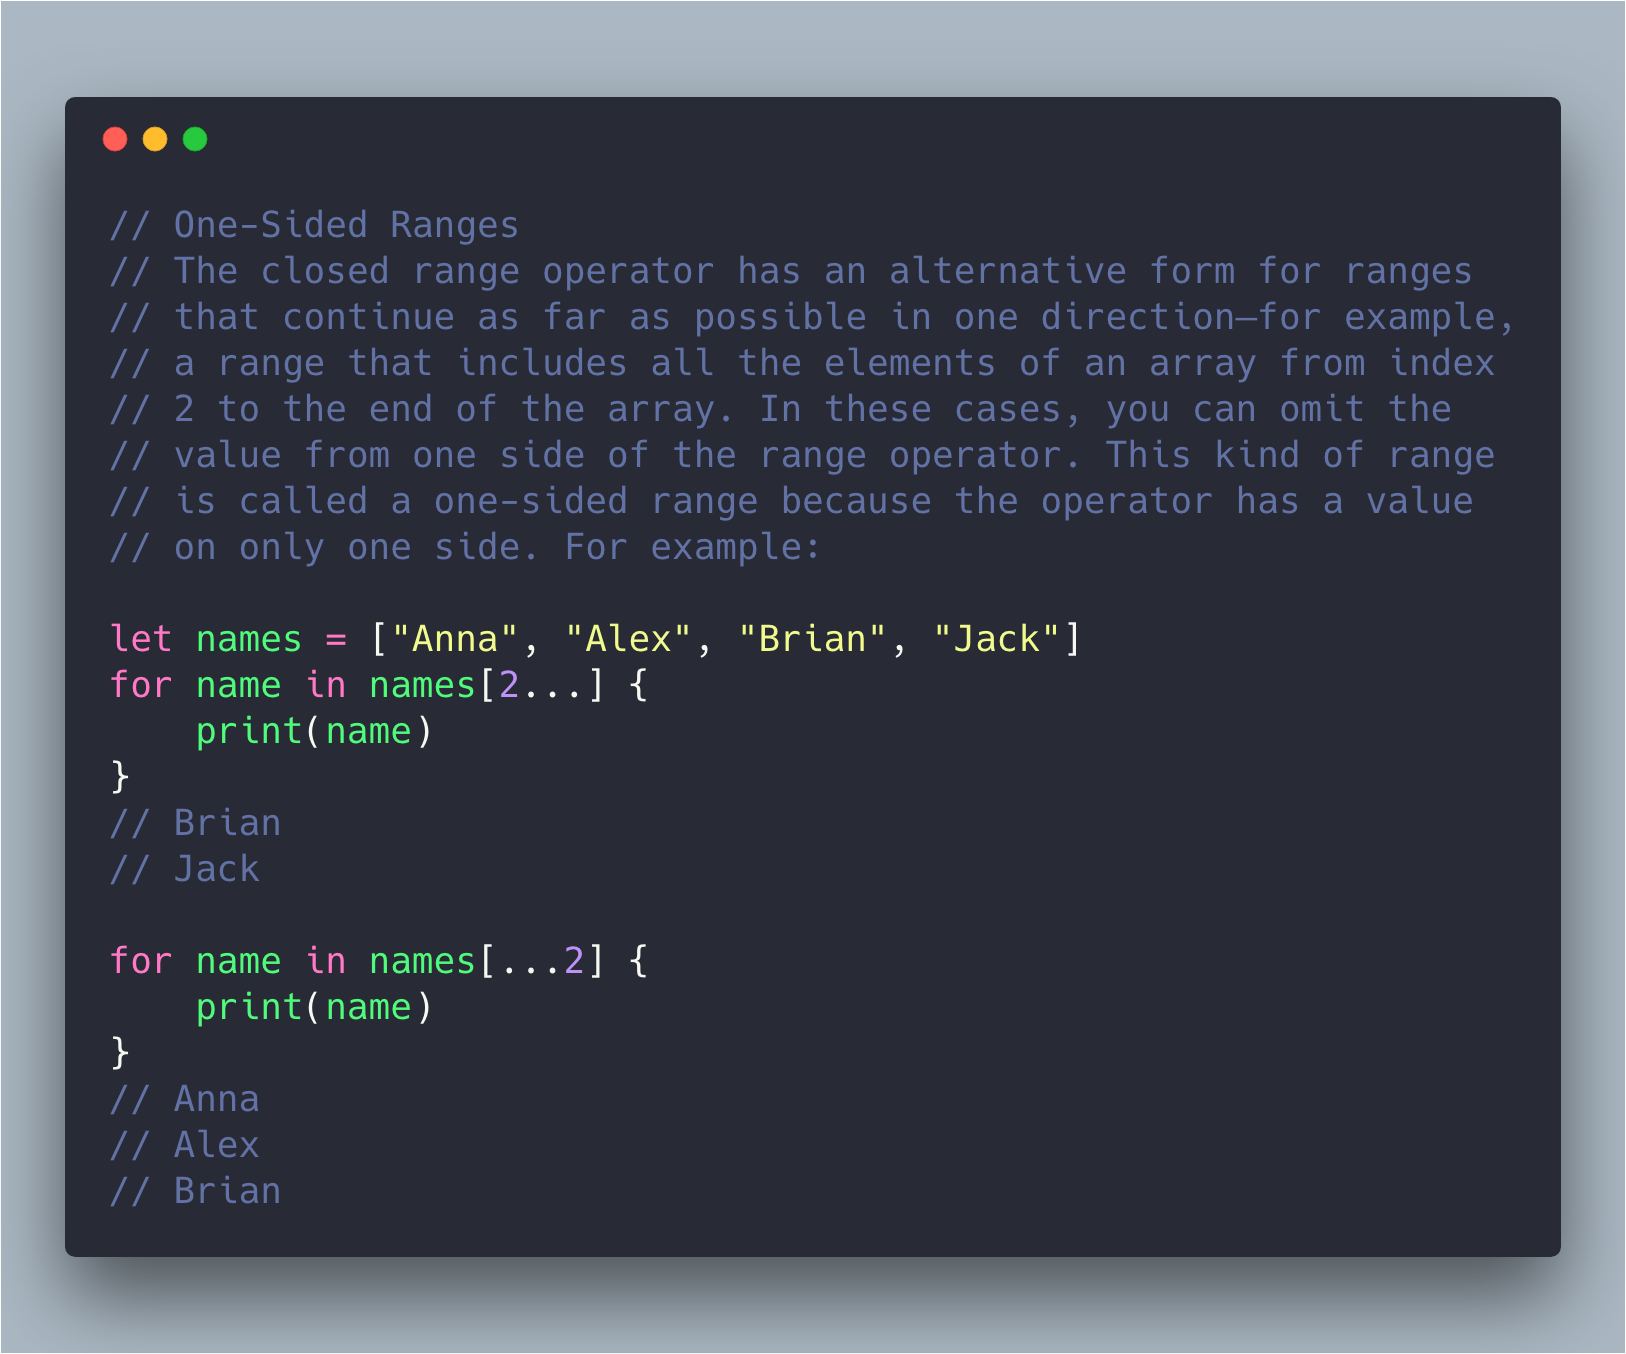 // One-Sided Ranges
// The closed range operator has an alternative form for ranges
// that continue as far as possible in one direction—for example,
// a range that includes all the elements of an array from index
// 2 to the end of the array. In these cases, you can omit the
// value from one side of the range operator. This kind of range
// is called a one-sided range because the operator has a value
// on only one side. For example:

let names = ["Anna", "Alex", "Brian", "Jack"]
for name in names[2...] {
    print(name)
}
// Brian
// Jack

for name in names[...2] {
    print(name)
}
// Anna
// Alex
// Brian